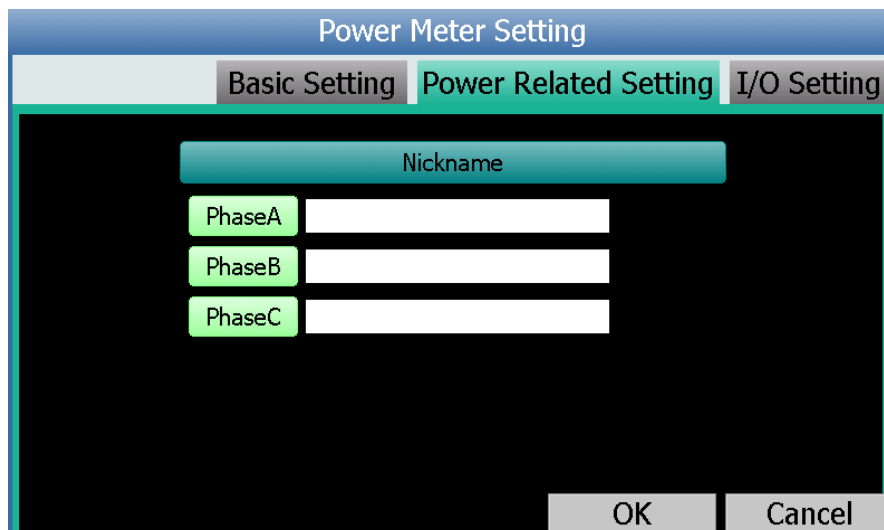 Power Meter Setting
Basic Setting Power Related Setting I/O Setting
Nickname
PhaseA
PhaseB
PhaseC
OK Cancel